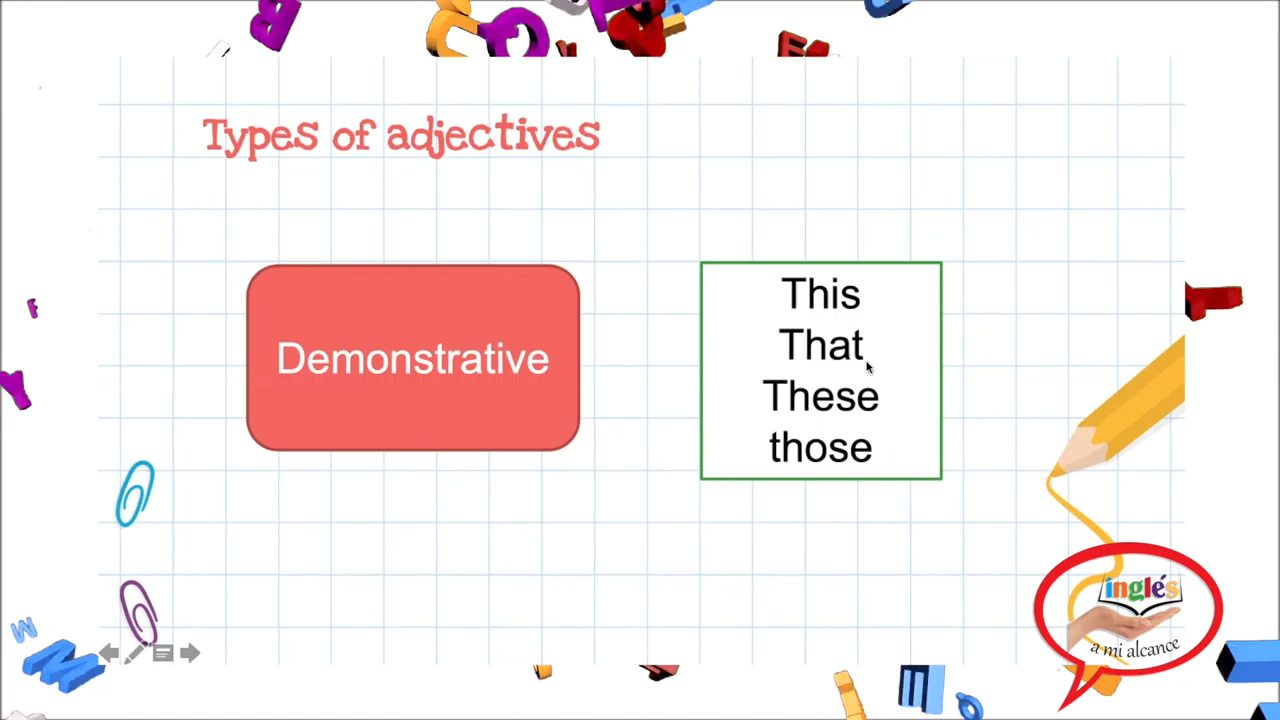 Types of adjectives
Demonstrative
This
That
These
those
inglés
a mi alcance